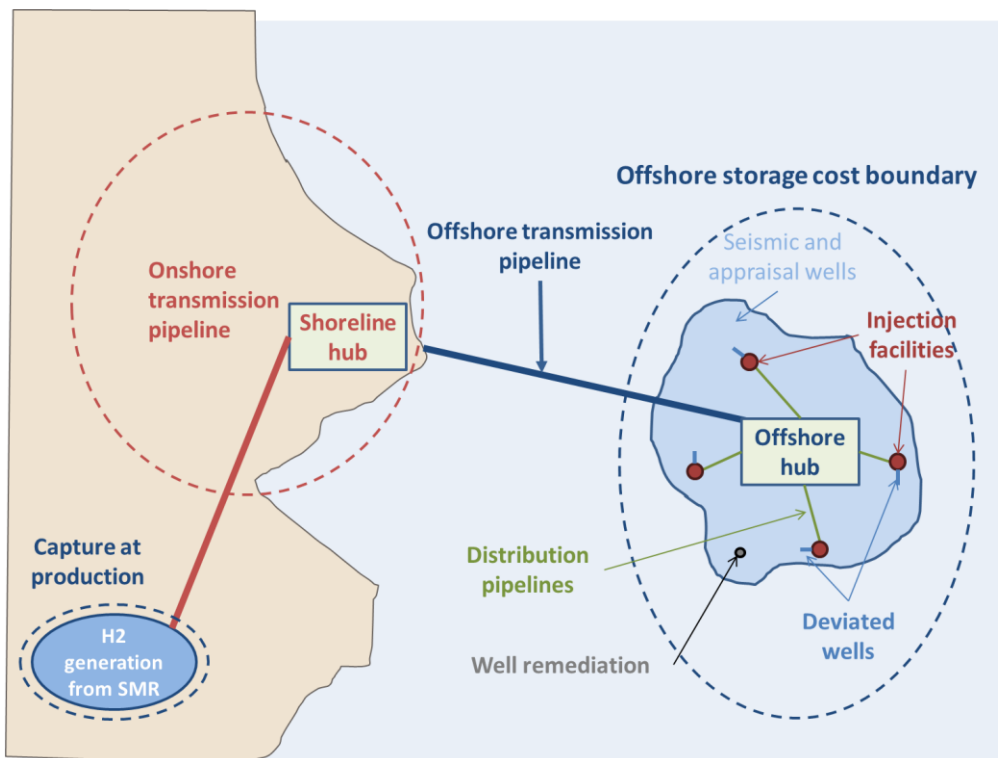 Offshore storage cost boundary
Offshore transmission
pipeline
Seismic and
appraisal wells
Onshore
transmission
pipeline
Shoreline
hub
Injection
facilities
Offshore
hub
Capture at
production
Distribution
pipelines
H2
generation
from SMR
Well remediation
Deviated
wells